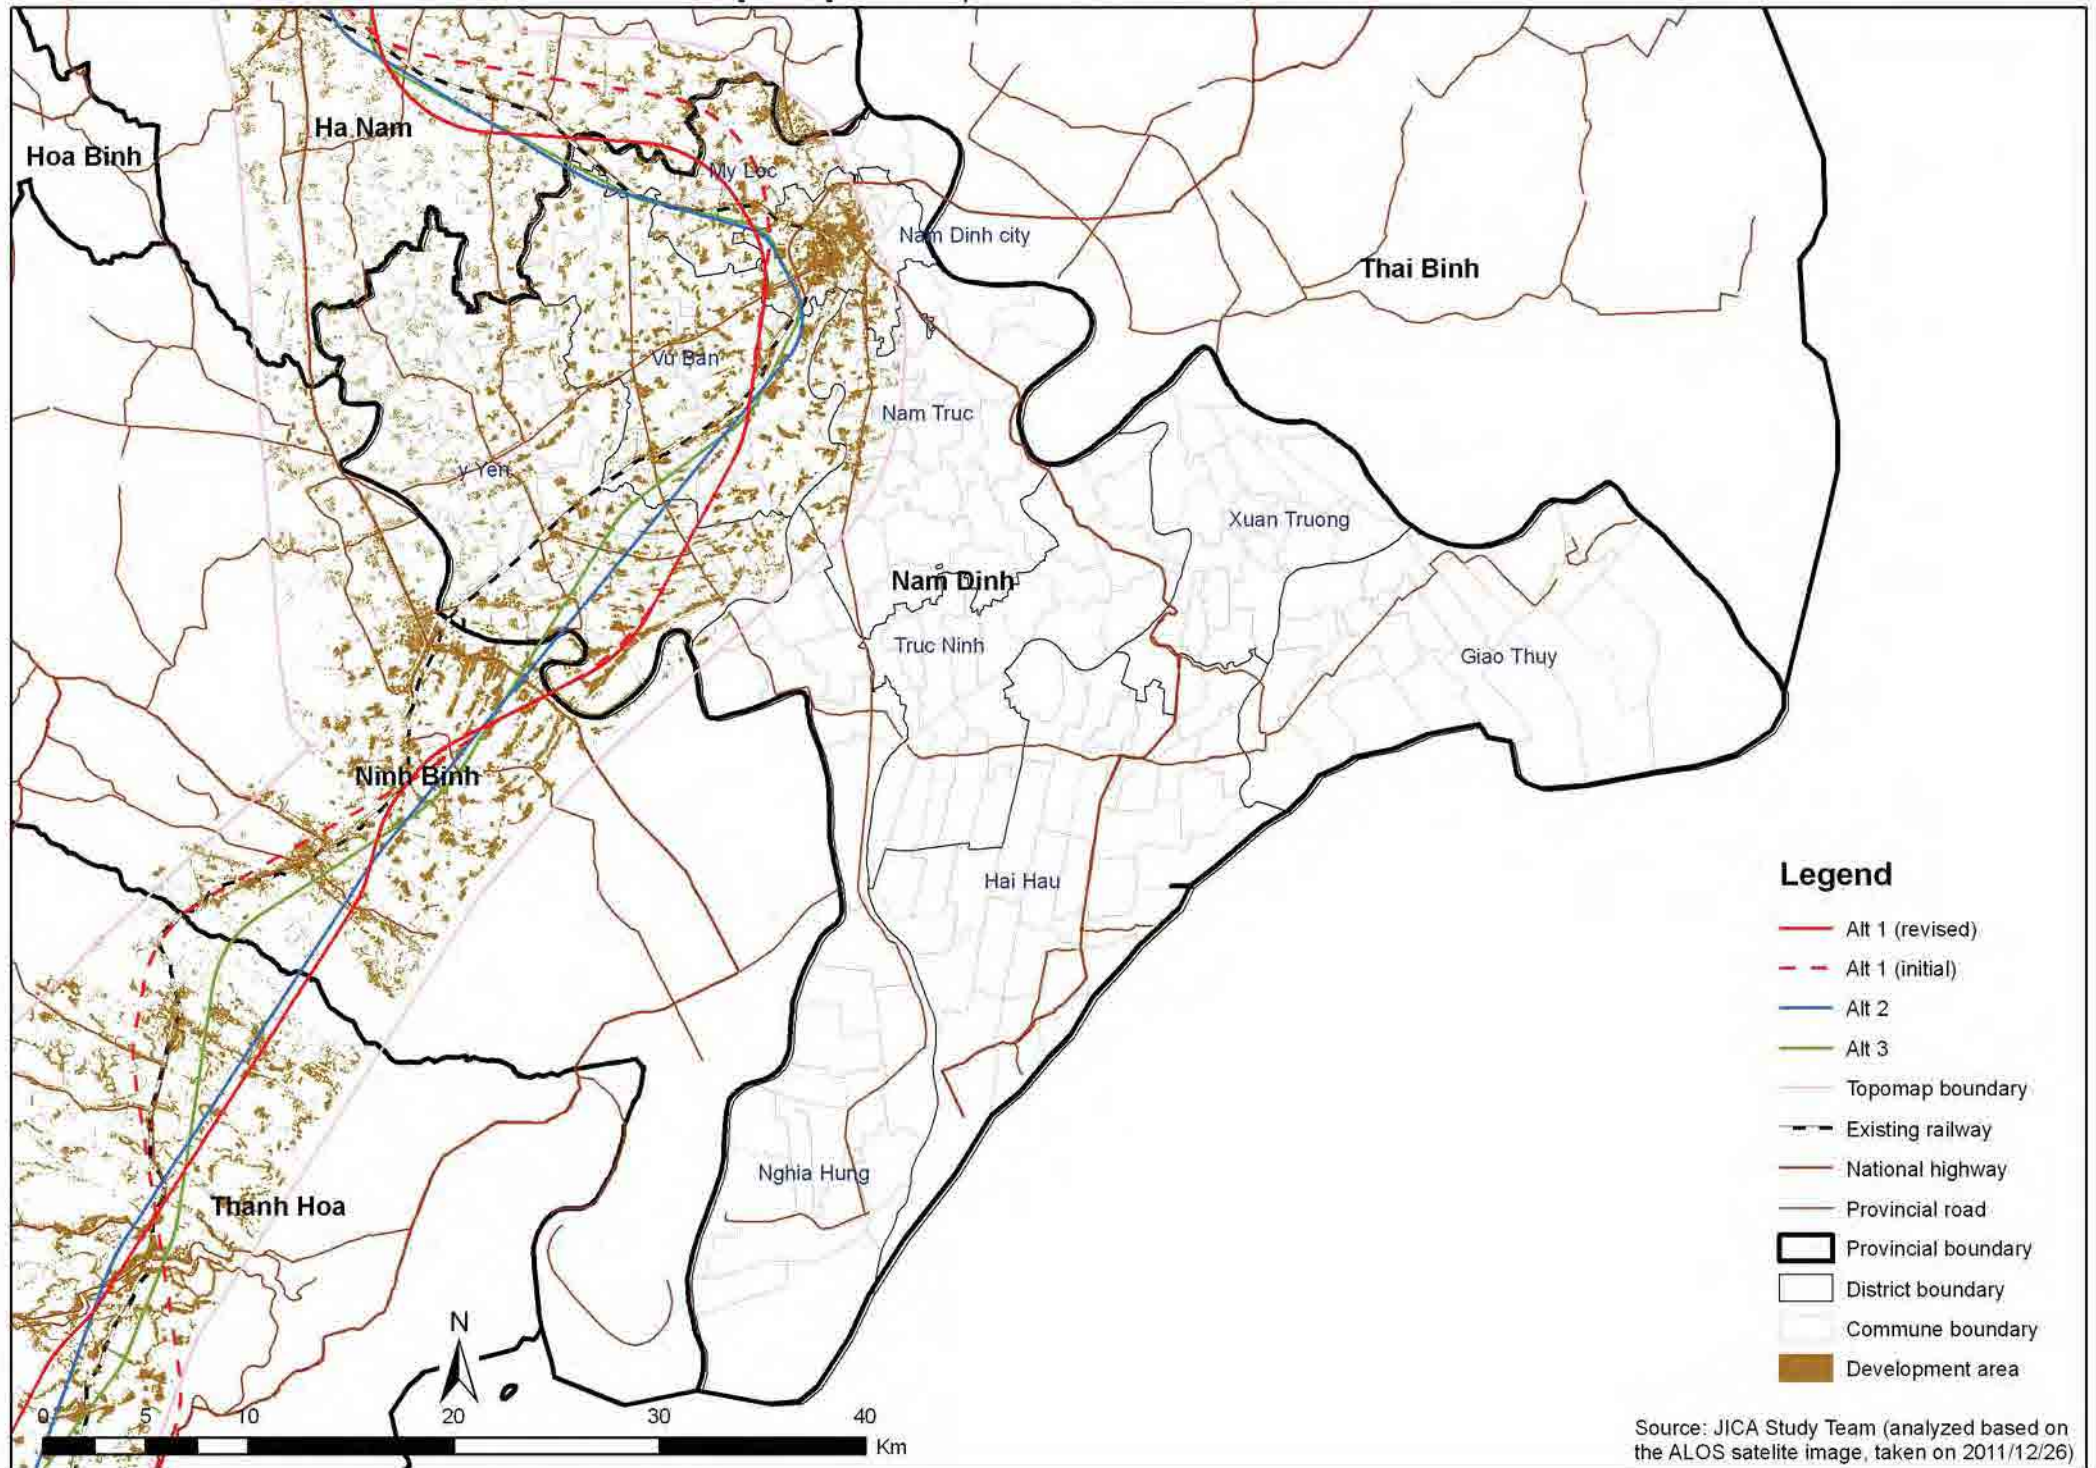 Ha Nam
Hoa Binh
My Loc
Nam Dinh city
Thai Binh
Vu Ban
Nam Truc
y Yen
Xuan Truong
Nam Dinh
Truc Ninh
Giao Thuy
Ninh Binh
Hai Hau
Nghia Hung
Thanh Hoa
N
0 5 10 20 30 40
Km
Legend
Alt 1 (revised)
Alt 1 (initial)
Alt 2
Alt 3
Topomap boundary
Existing railway
National highway
Provincial road
Provincial boundary
District boundary
Commune boundary
Development area
Source: JICA Study Team (analyzed based on
the ALOS satelite image, taken on 2011/12/26)